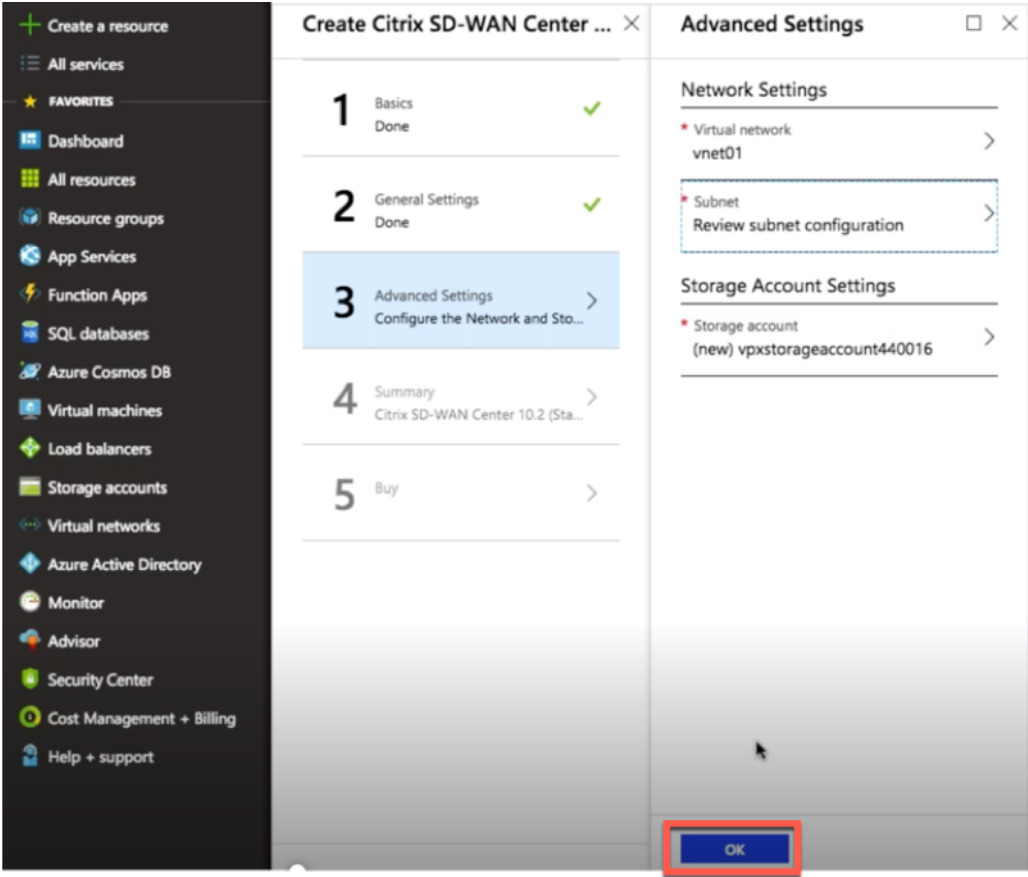 Create a resource
All services
FAVORITES
Dashboard
All resources
Resource groups
App Services
Function Apps
SQL databases
Azure Cosmos DB
Virtual machines
Load balancers
Storage accounts
Virtual networks
Azure Active Directory
Monitor
Advisor
Security Center
Cost Management + Billing
Help + support
Create Citrix SD-WAN Center ...
1
Basics
Done
2
General Settings
Done
3
Advanced Settings
Configure the Network and Sto...
4
Summary
Citrix SD-WAN Center 10.2 (Sta...
5
Buy
Advanced Settings
Network Settings
* Virtual network
vnet01
* Subnet
Review subnet configuration
Storage Account Settings
* Storage account
(new) vpxstorageaccount440016
OK